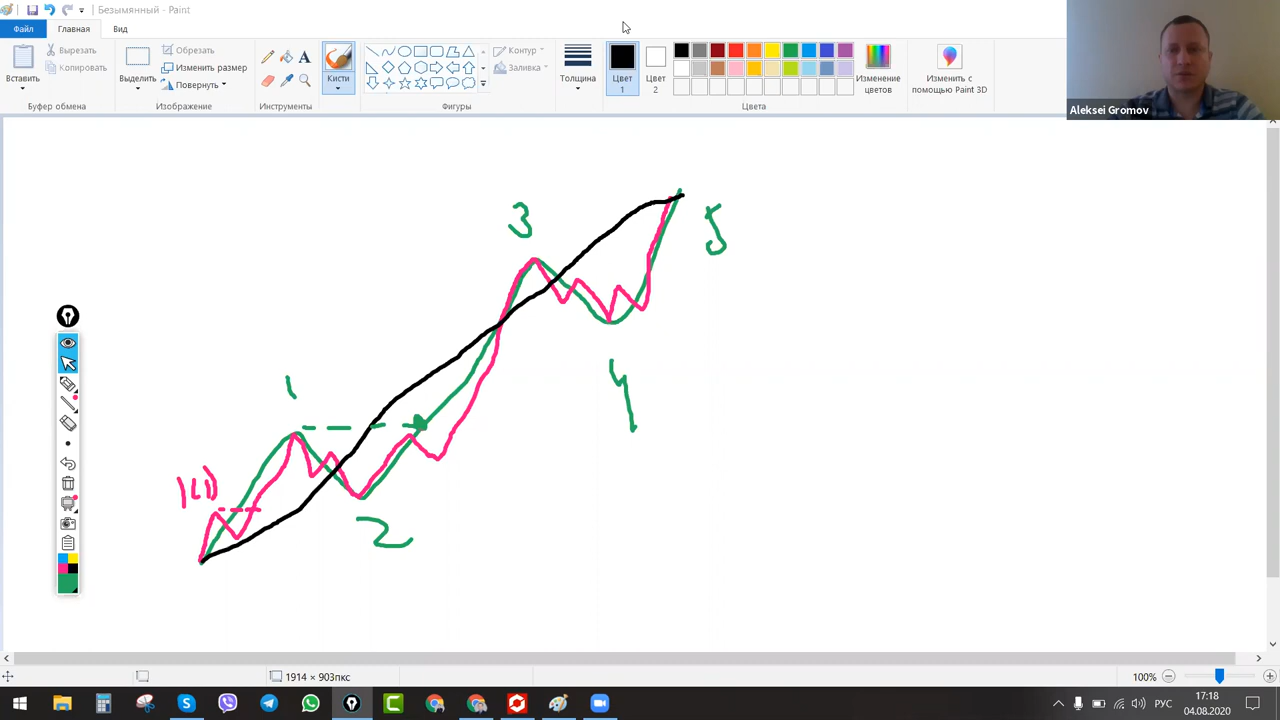 Безымянный - Paint
Файл
Главная
Вид
Вставить
Вырезать
Копировать
Буфер обмена
Выделить
Обрезать
Изменить размер
Повернуть
Изображение
A
Инструменты
Кисти
Контур
Заливка
Фигуры
Толщина
Цвет 1
Цвет 2
Цвета
Изменение цветов
Изменить с помощью Paint 3D
Aleksei Gromov
3
5
1
4
2
1914 × 903пкс
100%
РУС
17:18
04.08.2020